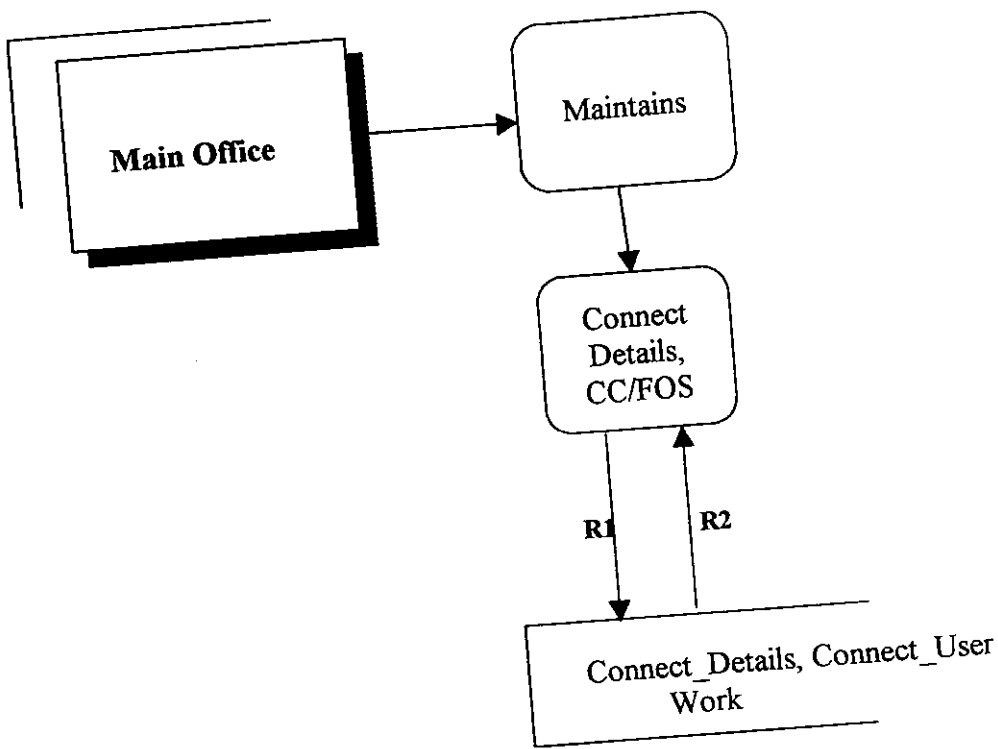 Main Office
Maintains
Connect
Details,
CC/FOS
R1
R2
Connect_Details, Connect_User
Work